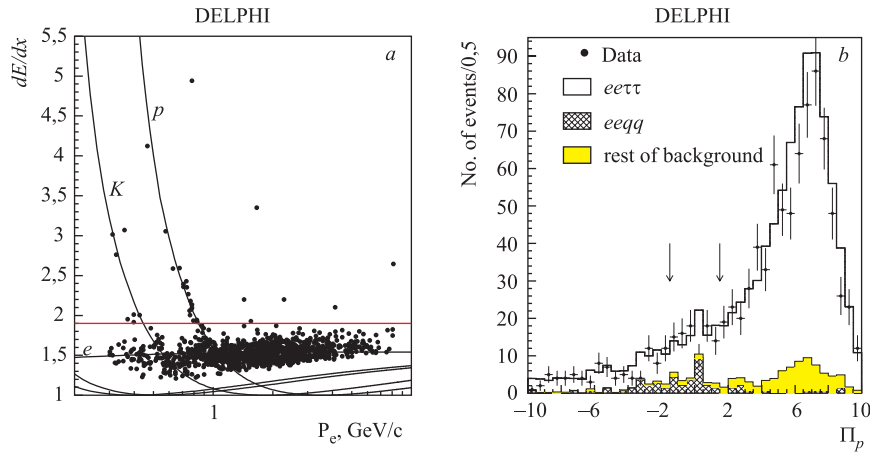 DELPHI
dE/dx
5,5
5
4,5
4
3,5
3
2,5
2
1,5
1
a
p
K
e
1
P_e, GeV/c
DELPHI
No. of events/0,5
90
80
70
60
50
40
30
20
10
0
b
Data
eeττ
eeqq
rest of background
−10
−6
−2
2
6
10
Π_p